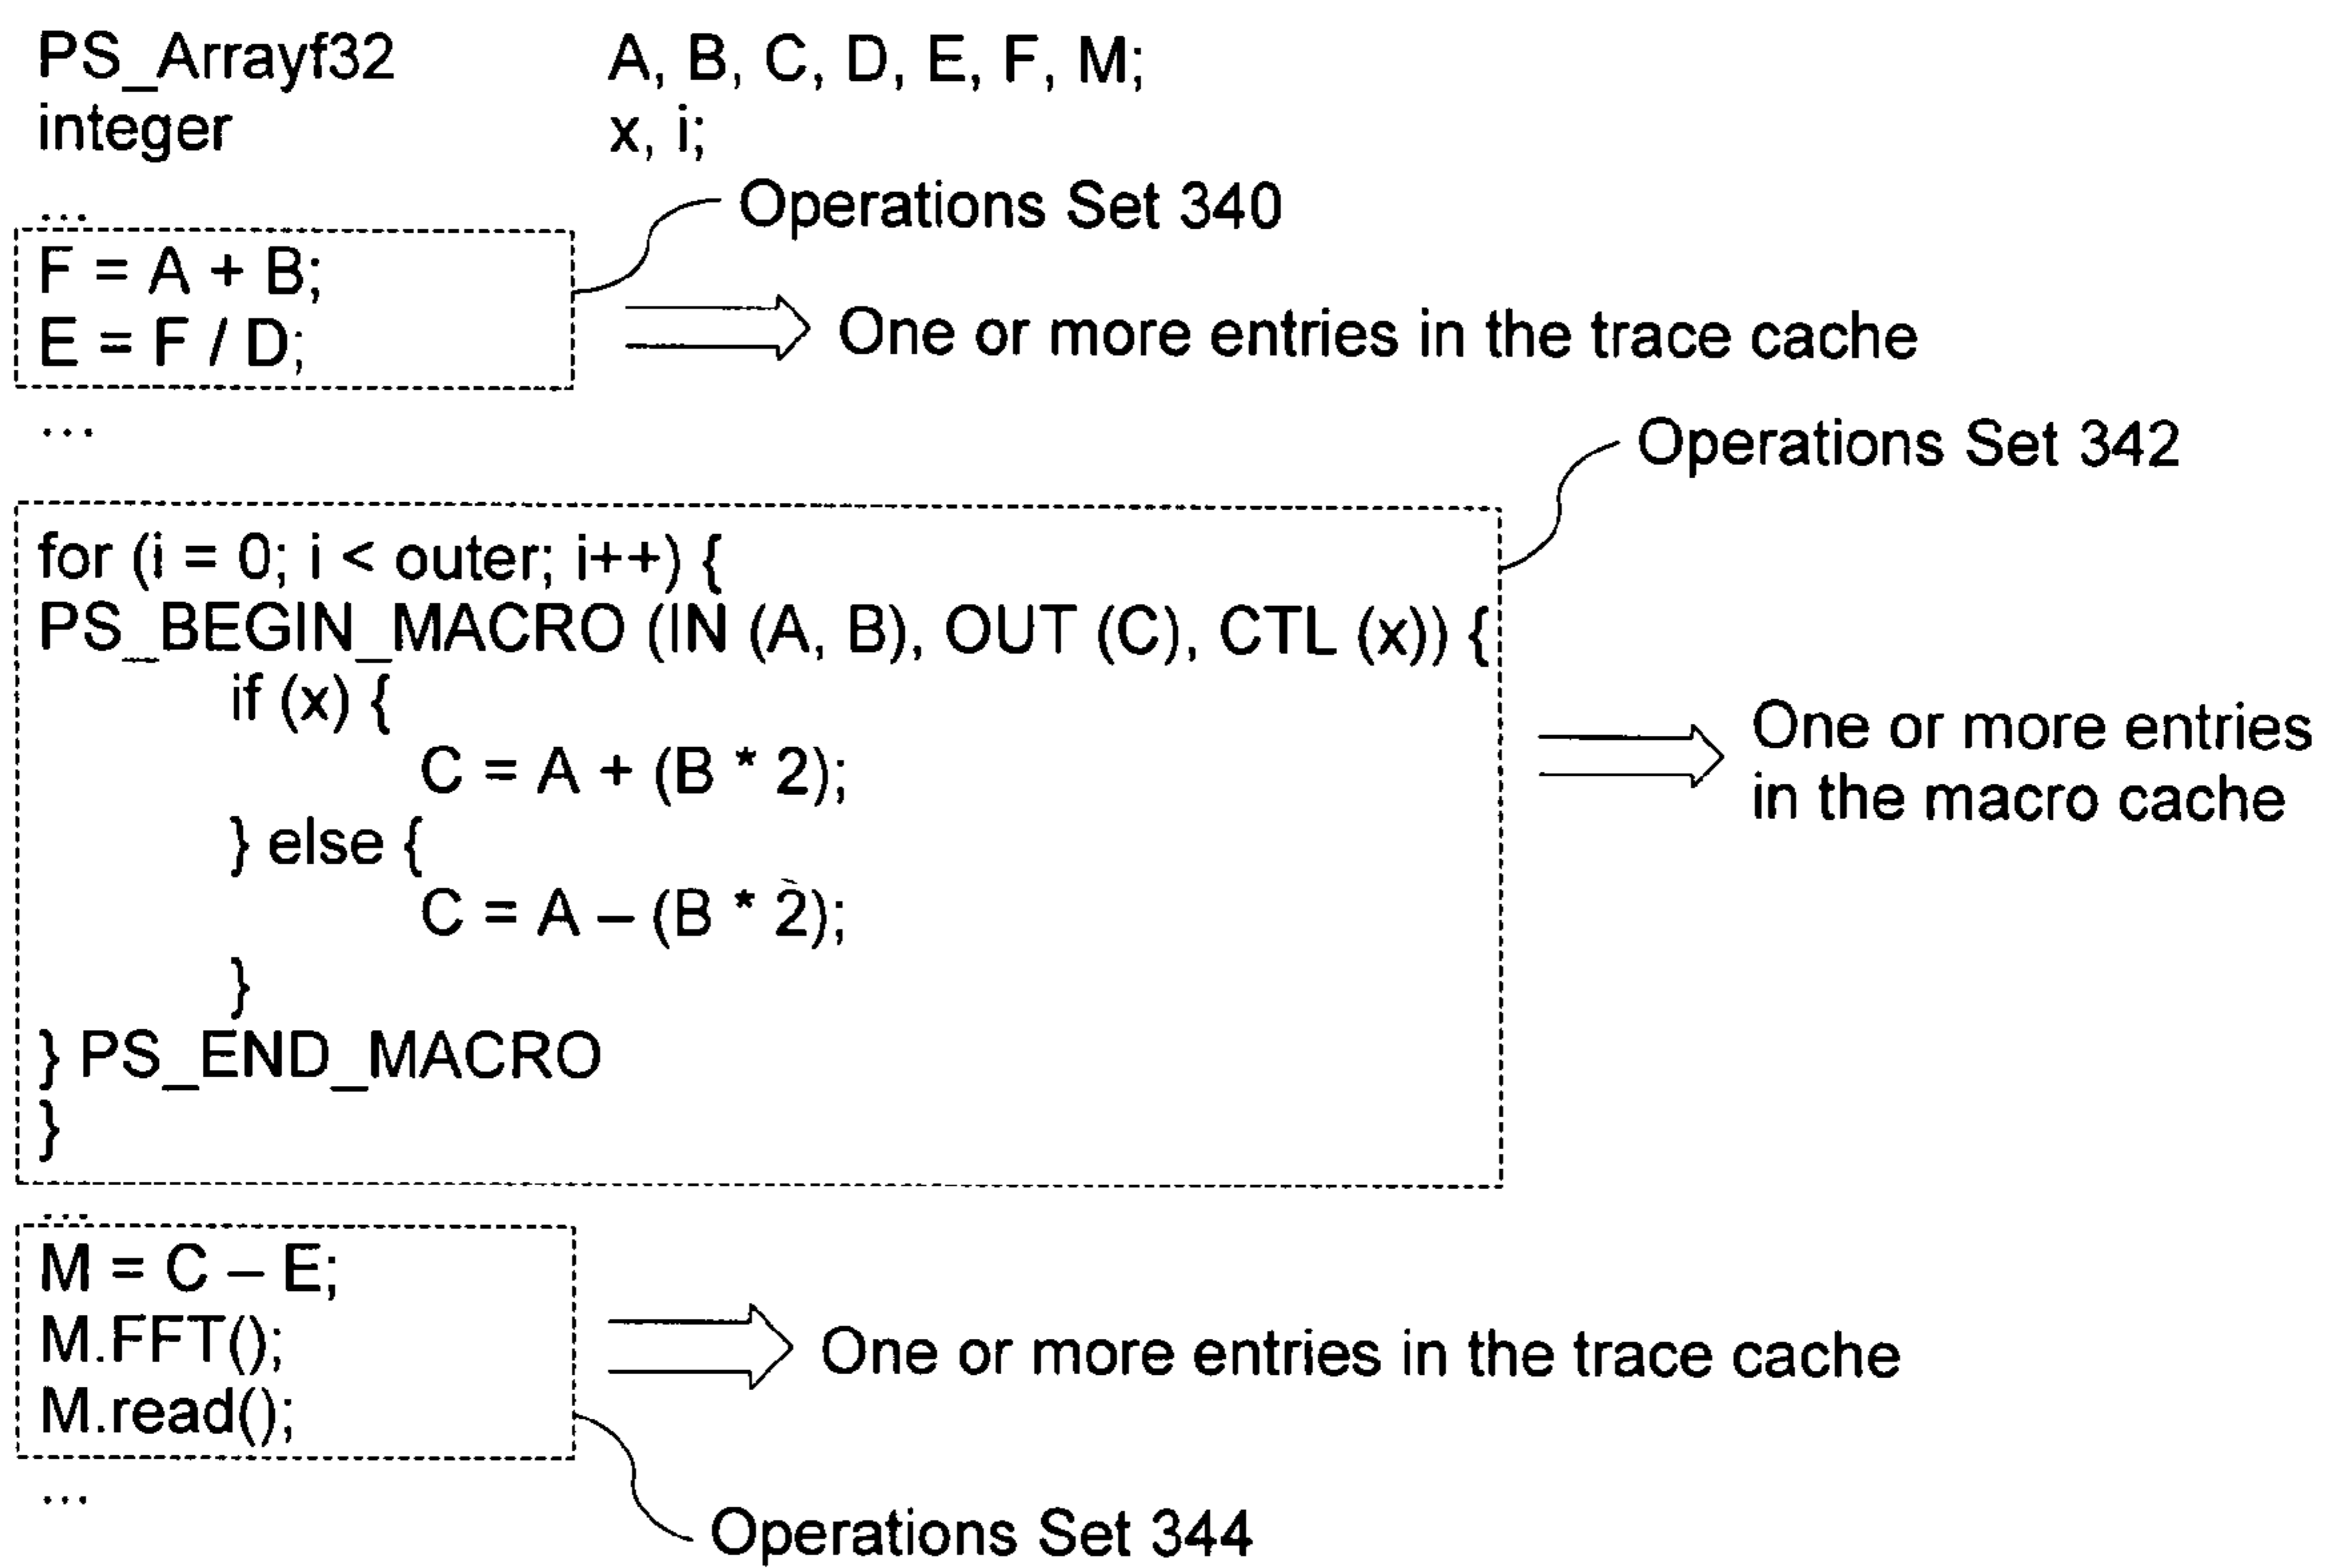 PS_Arrayf32 A, B, C, D, E, F, M;
integer x, i;
...
Operations Set 340
F = A + B;
E = F / D;
One or more entries in the trace cache
...
Operations Set 342
for (i = 0; i < outer; i++) {
PS_BEGIN_MACRO (IN (A, B), OUT (C), CTL (x)) {
if (x) {
C = A + (B * 2);
} else {
C = A – (B * 2);
}
} PS_END_MACRO
}
One or more entries
in the macro cache
...
M = C – E;
M.FFT();
M.read();
One or more entries in the trace cache
...
Operations Set 344